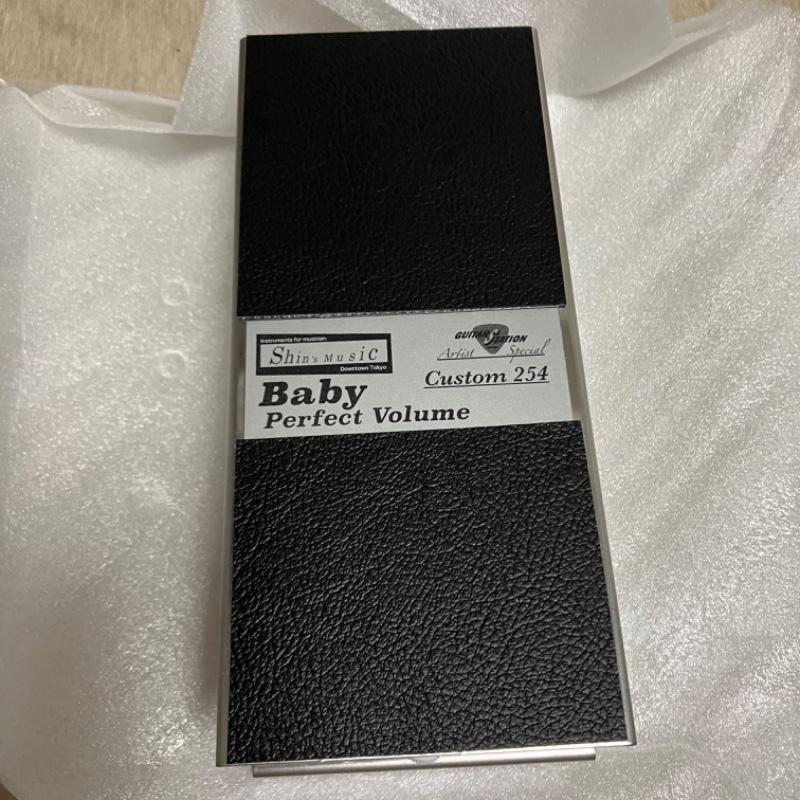 Instruments for musician.
Shin's Music
Downtown Tokyo
GUITAR STATION
Artist Special
Baby
Custom 254
Perfect Volume